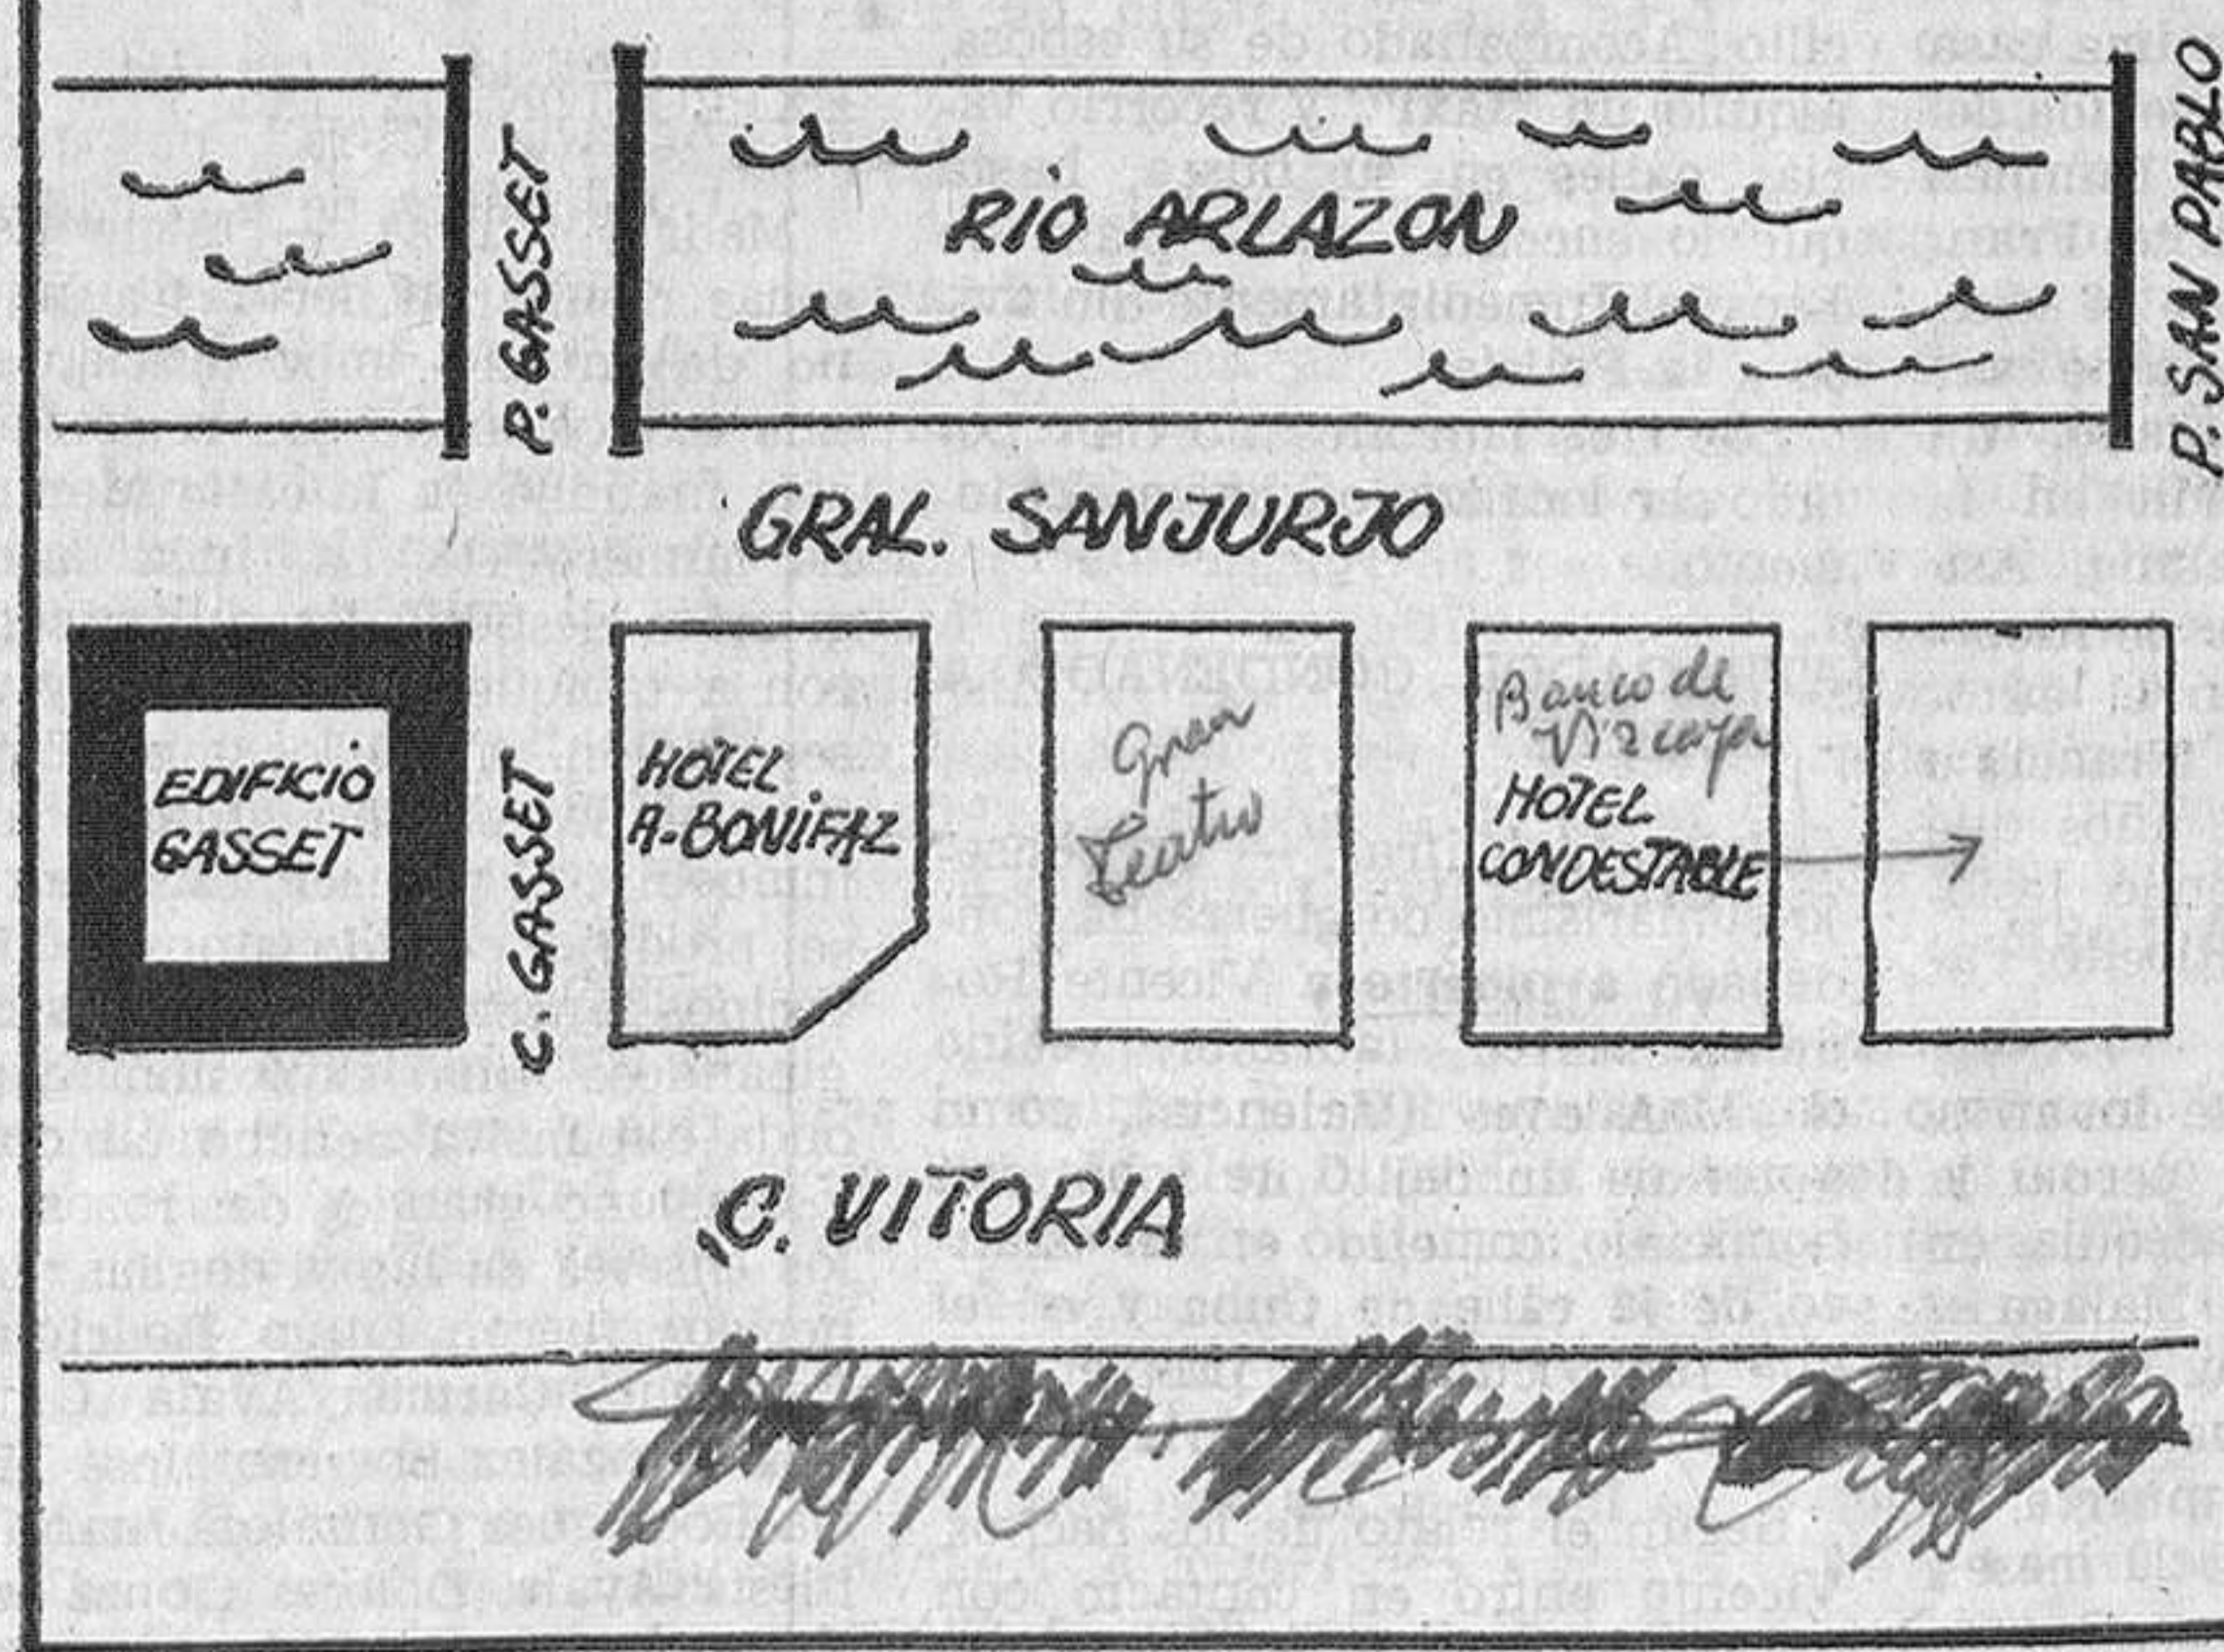 P. GASSET
RIO ARLAZON
P. SAN PABLO
GRAL. SANJURJO
EDIFICIO
GASSET
C. GASSET
HOTEL
A-BONIFAZ
Gran
Teatro
Banco de
Vizcaya
HOTEL
CONDESTABLE
C. VITORIA